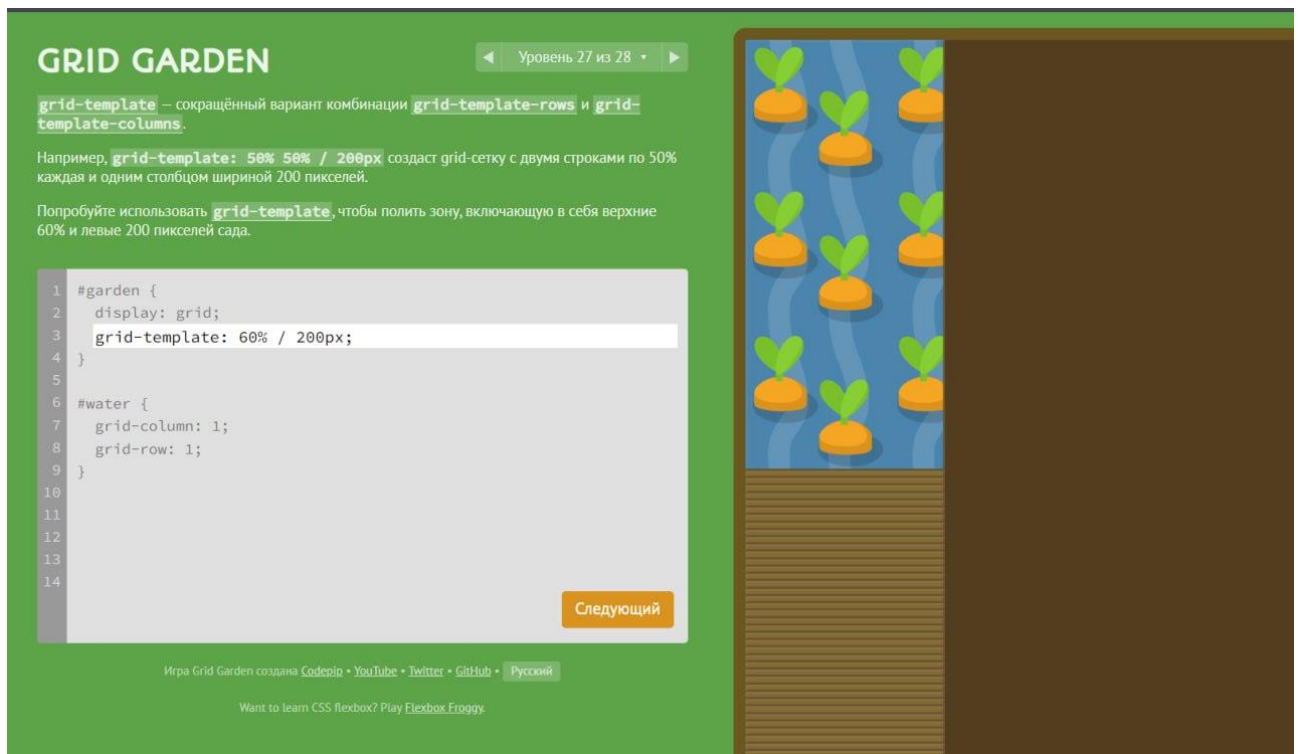 GRID GARDEN
Уровень 27 из 28
grid-template – сокращённый вариант комбинации grid-template-rows и grid-
template-columns.
Например, grid-template: 50% 50% / 200px создаст grid-сетку с двумя строками по 50%
каждая и одним столбцом шириной 200 пикселей.
Попробуйте использовать grid-template, чтобы полить зону, включающую в себя верхние
60% и левые 200 пикселей сада.
1 #garden {
2 display: grid;
3 grid-template: 60% / 200px;
4 }
5
6 #water {
7 grid-column: 1;
8 grid-row: 1;
9 }
10
11
12
13
14
Следующий
Игра Grid Garden создана Codepip • YouTube • Twitter • GitHub • Русский
Want to learn CSS flexbox? Play Flexbox Froggy.